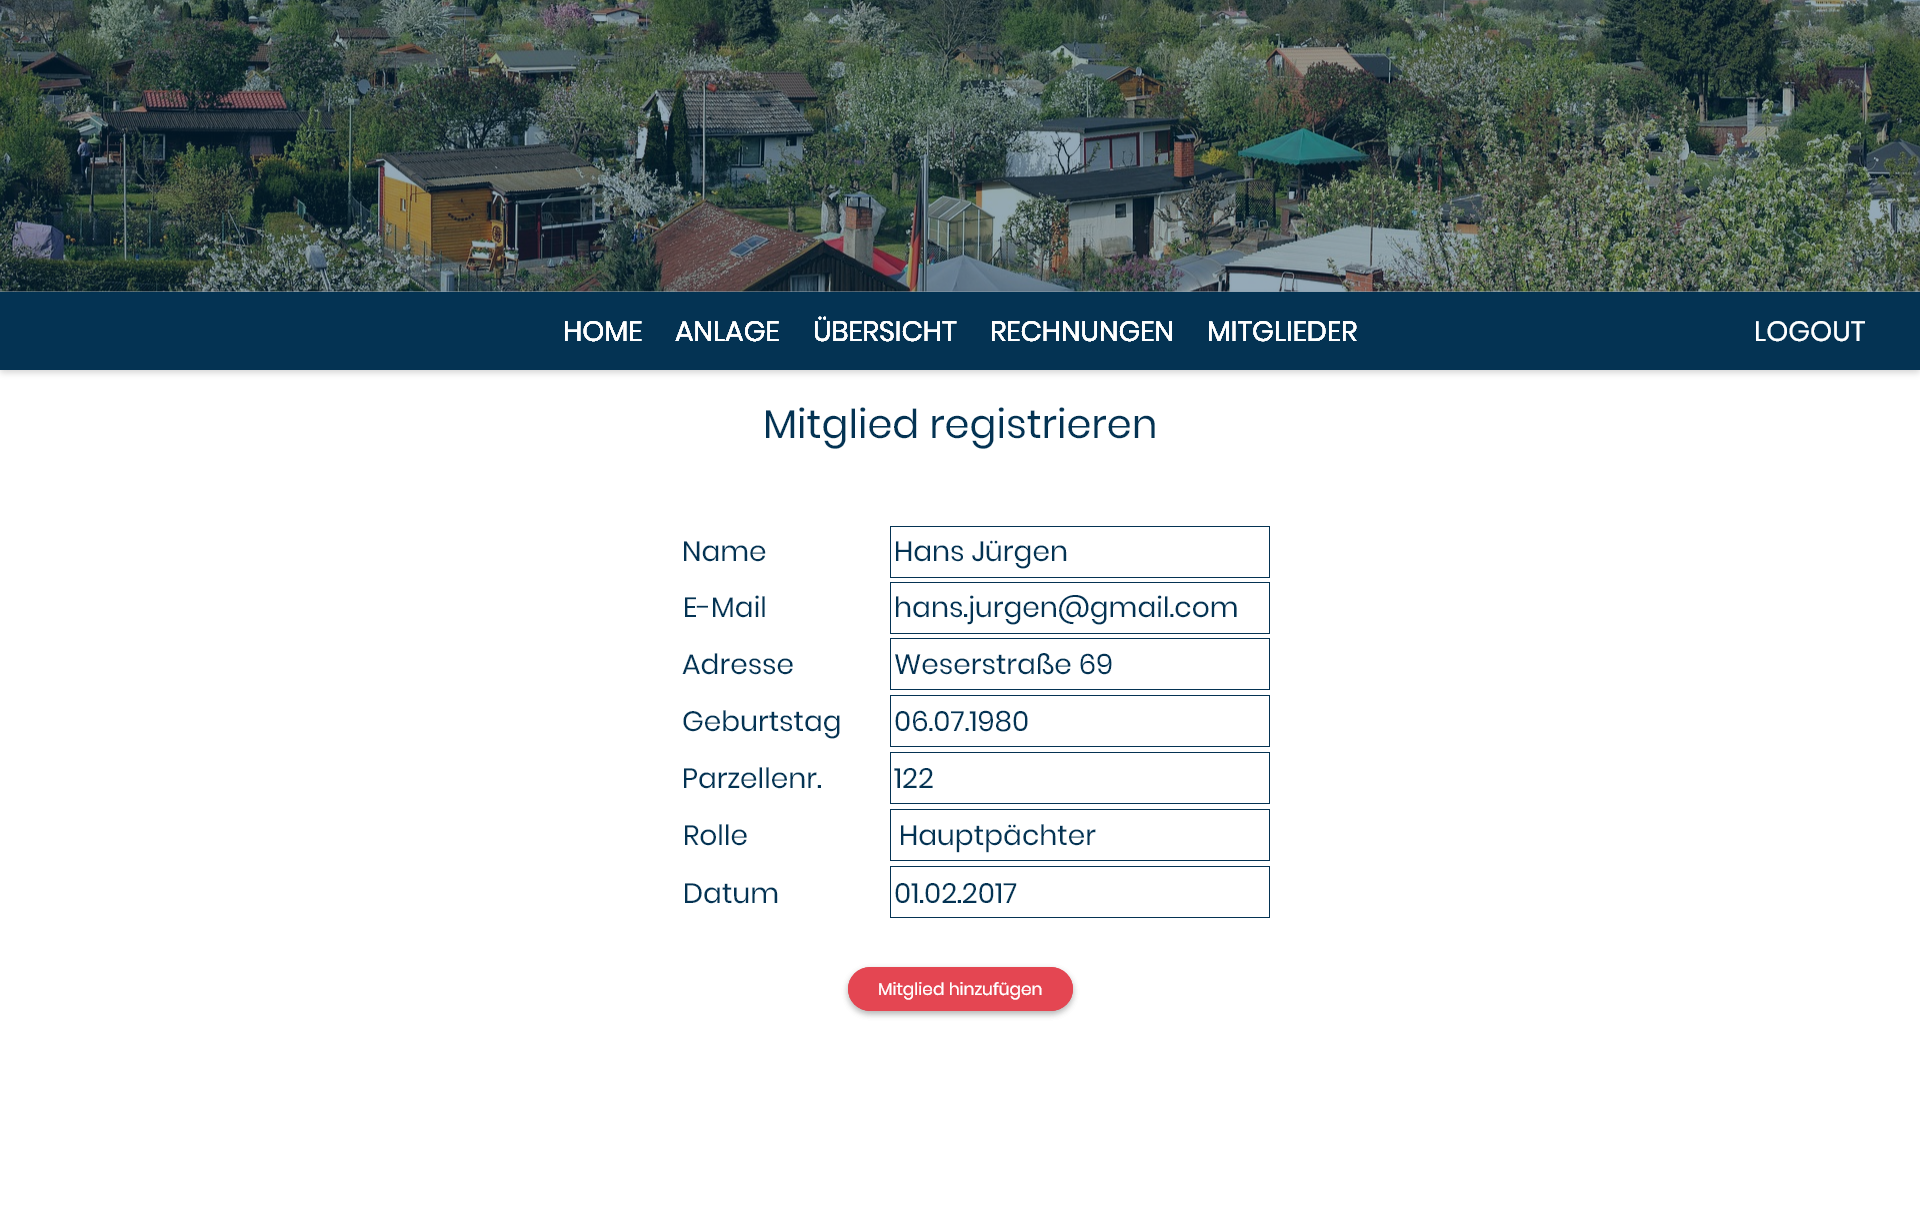 HOME ANLAGE ÜBERSICHT RECHNUNGEN MITGLIEDER LOGOUT
Mitglied registrieren
Name Hans Jürgen
E-Mail hans.jurgen@gmail.com
Adresse Weserstraße 69
Geburtstag 06.07.1980
Parzellenr. 122
Rolle Hauptpächter
Datum 01.02.2017
Mitglied hinzufügen